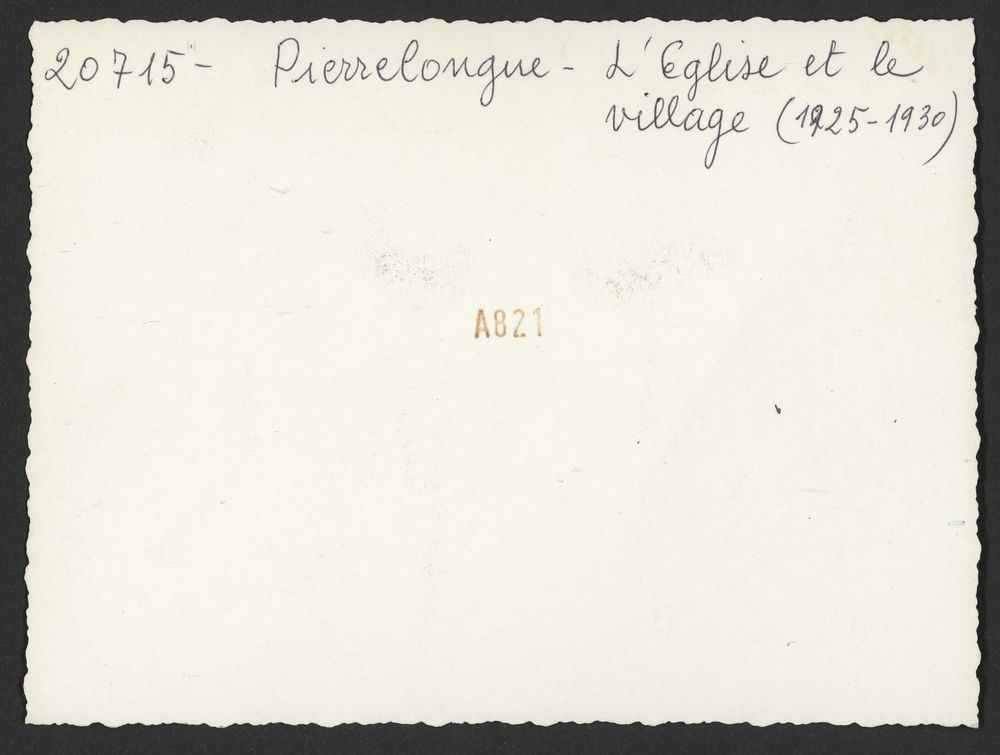 20715 - Pierrelongue - L'Eglise et le
village (1925-1930)
A821